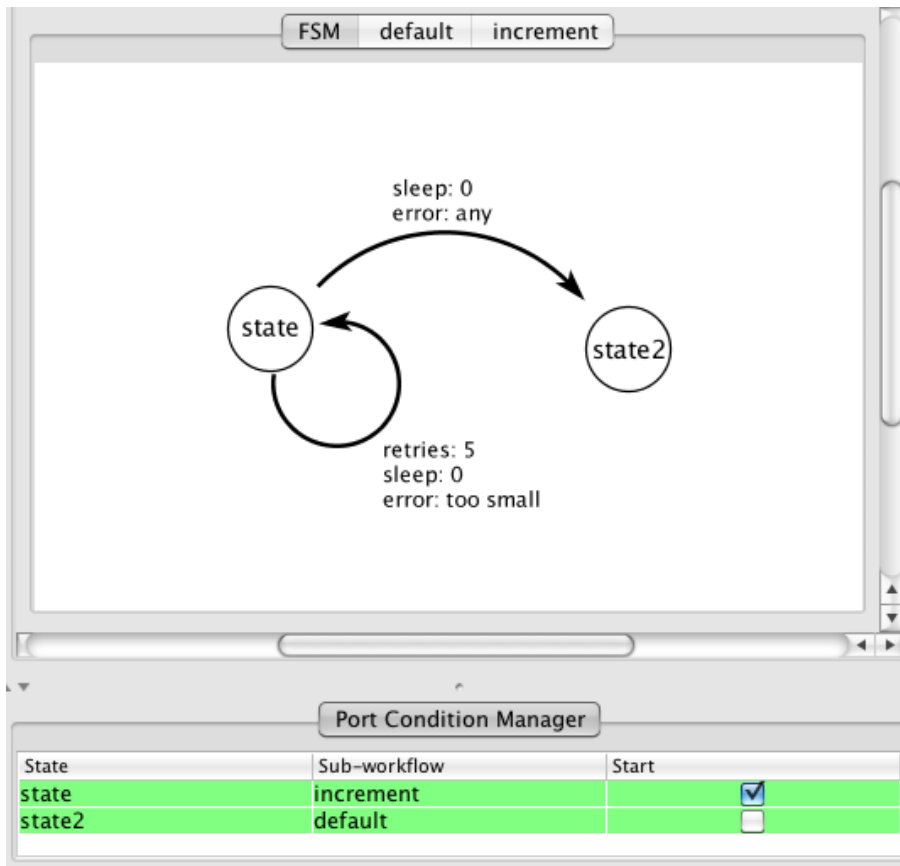 FSM default increment
sleep: 0
error: any
state
state2
retries: 5
sleep: 0
error: too small
Port Condition Manager
State Sub-workflow Start
state increment
state2 default